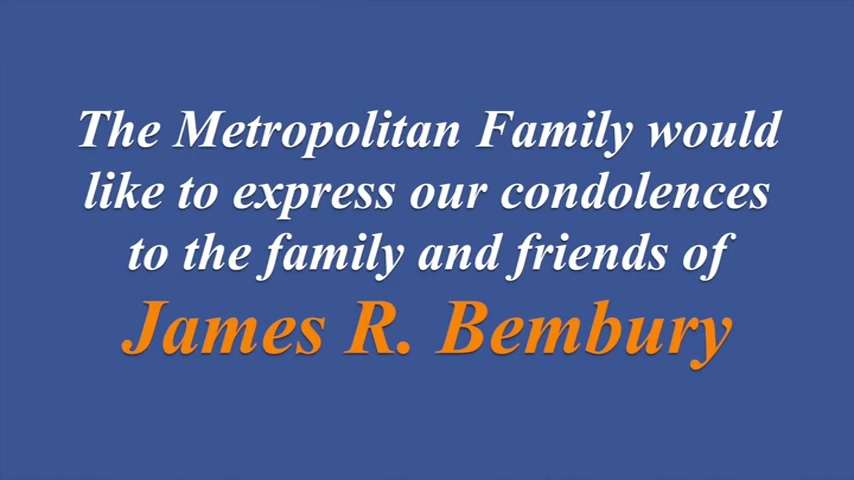 The Metropolitan Family would
like to express our condolences
to the family and friends of
James R. Bembury